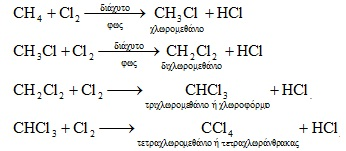 CH₄ + Cl₂ —διάχυτο φως→ CH₃Cl + HCl
χλωρομεθάνιο
CH₃Cl + Cl₂ —διάχυτο φως→ CH₂Cl₂ + HCl
διχλωρομεθάνιο
CH₂Cl₂ + Cl₂ → CHCl₃ + HCl
τριχλωρομεθάνιο ή χλωροφόρμιο
CHCl₃ + Cl₂ → CCl₄ + HCl
τετραχλωρομεθάνιο ή τετραχλωράνθρακας